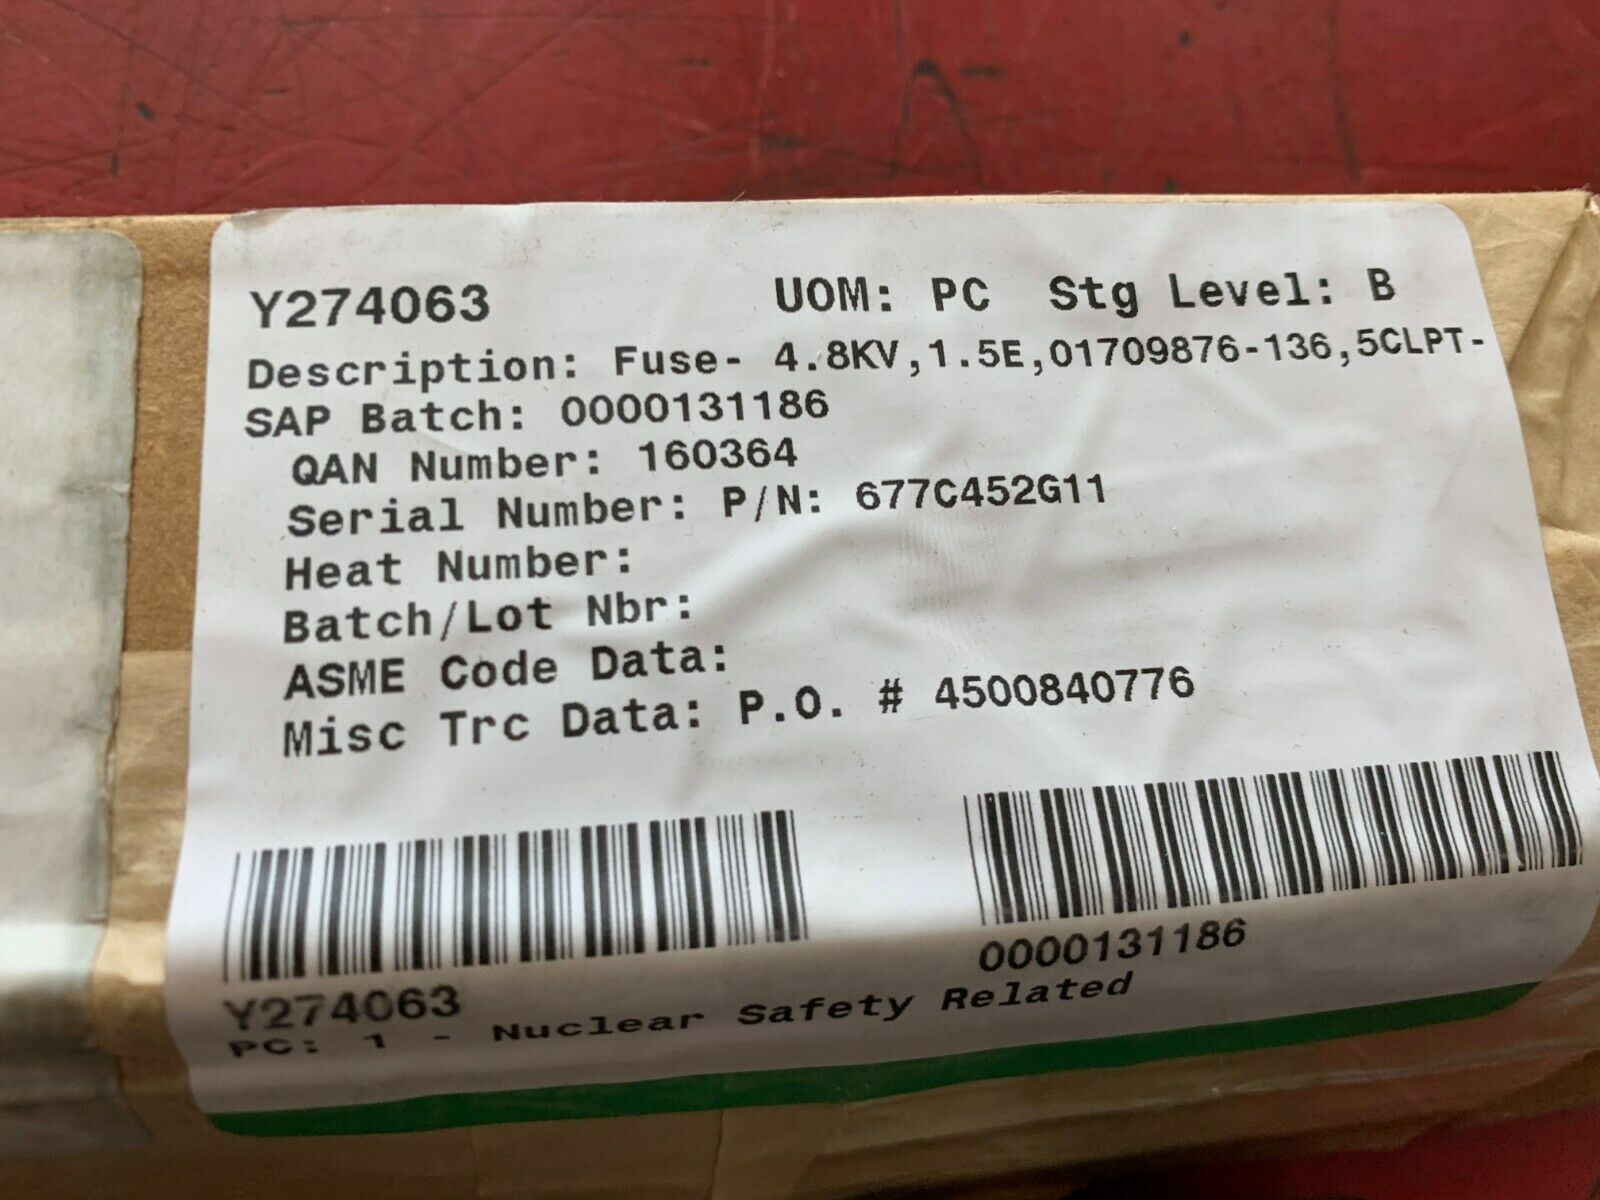 Y274063 UOM: PC Stg Level: B
Description: Fuse- 4.8KV,1.5E,01709876-136,5CLPT-
SAP Batch: 0000131186
QAN Number: 160364
Serial Number: P/N: 677C452G11
Heat Number:
Batch/Lot Nbr:
ASME Code Data:
Misc Trc Data: P.O. # 4500840776
Y274063 0000131186
PC: 1 - Nuclear Safety Related